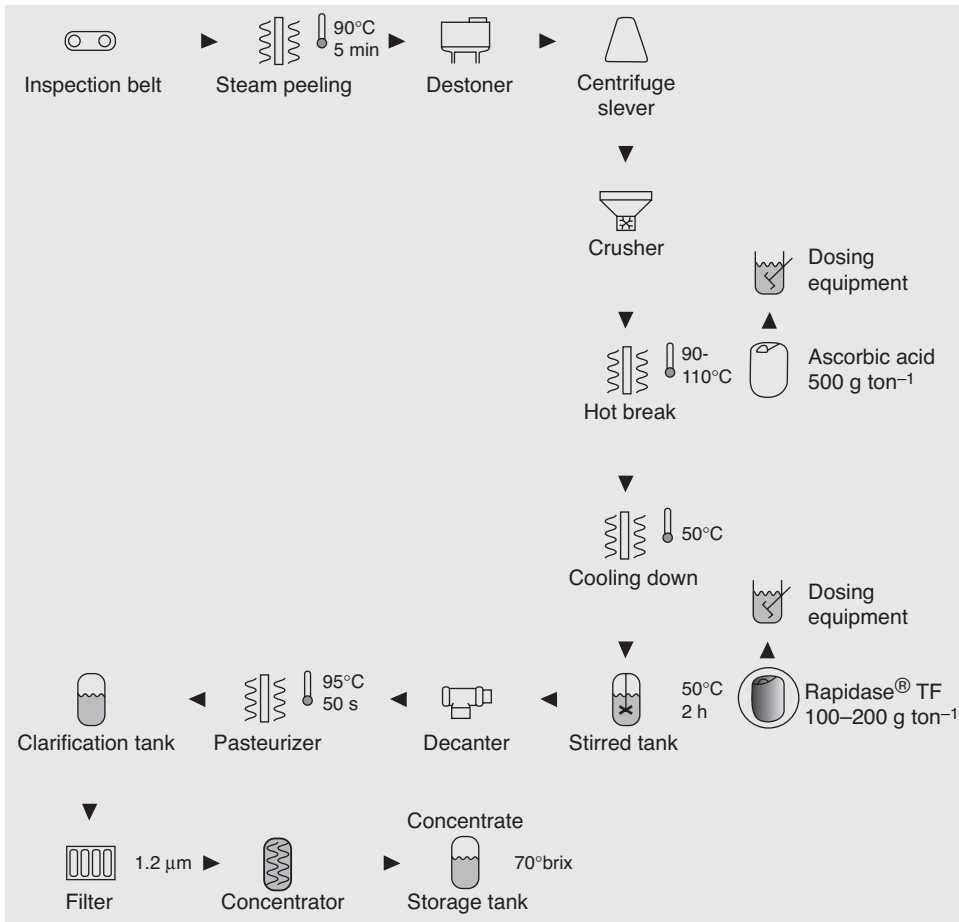 90°C
5 min
Inspection belt
Steam peeling
Destoner
Centrifuge
slever
Crusher
Dosing
equipment
90-
110°C
Ascorbic acid
500 g ton–1
Hot break
50°C
Cooling down
Dosing
equipment
95°C
50 s
50°C
2 h
Rapidase® TF
100–200 g ton–1
Clarification tank
Pasteurizer
Decanter
Stirred tank
Concentrate
1.2 μm
70°brix
Filter
Concentrator
Storage tank